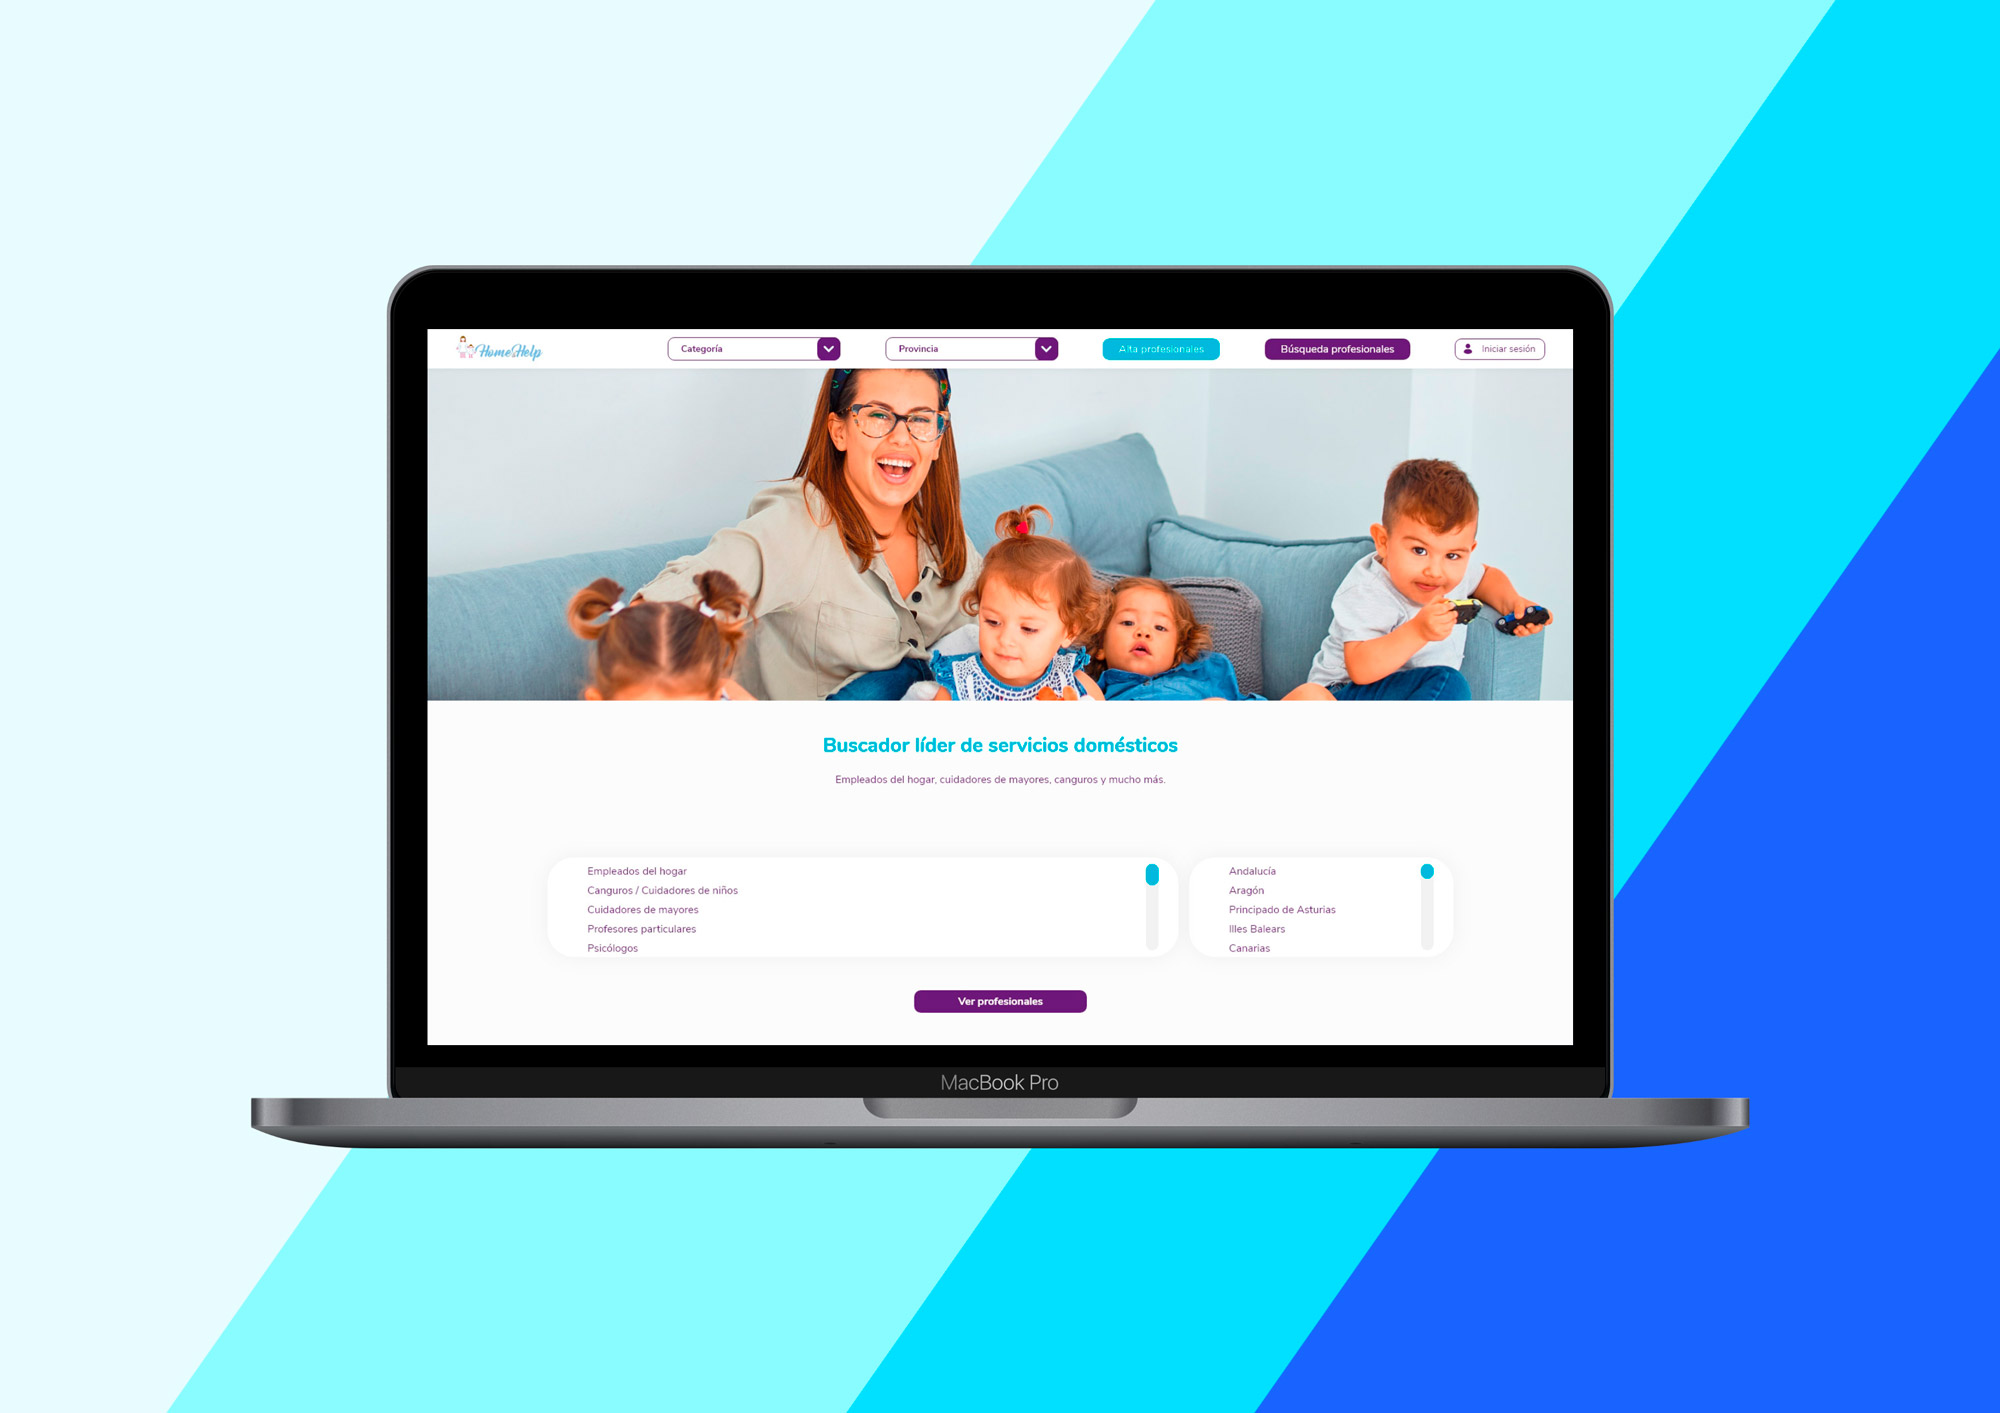 Home Help
Categoría
Provincia
Alta profesionales
Búsqueda profesionales
Iniciar sesión
Buscador líder de servicios domésticos
Empleados del hogar, cuidadores de mayores, canguros y mucho más.
Empleados del hogar
Canguros / Cuidadores de niños
Cuidadores de mayores
Profesores particulares
Psicólogos
Andalucía
Aragón
Principado de Asturias
Illes Balears
Canarias
Ver profesionales
MacBook Pro